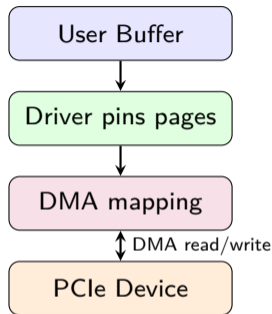 User Buffer
Driver pins pages
DMA mapping
DMA read/write
PCIe Device